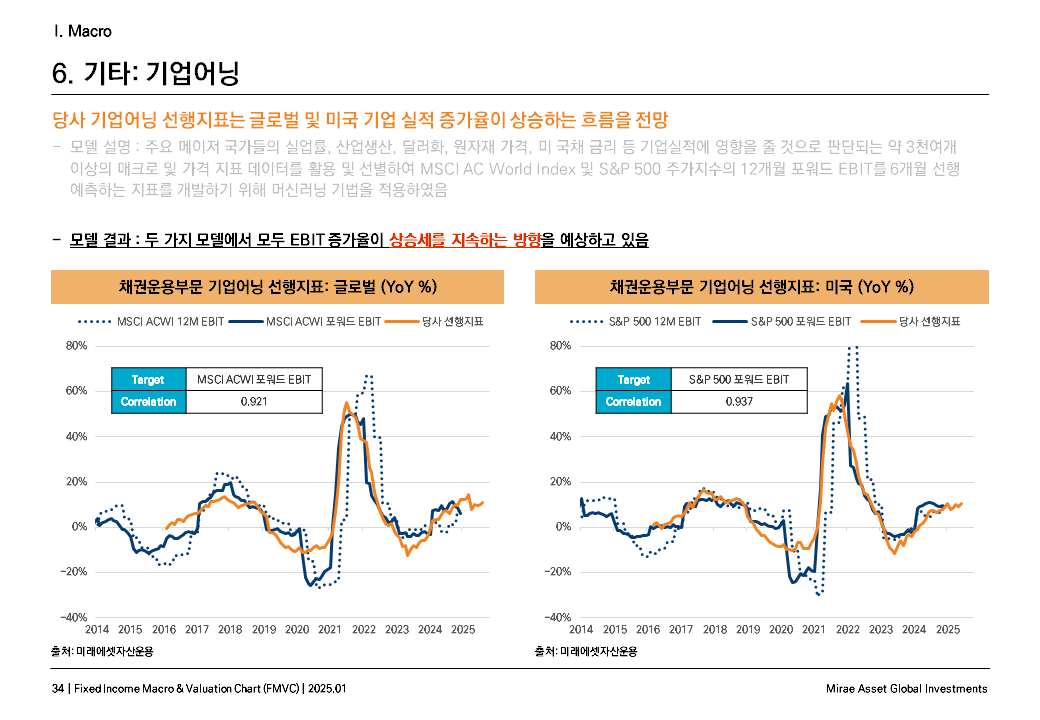 I. Macro
6. 기타: 기업어닝
당사 기업어닝 선행지표는 글로벌 및 미국 기업 실적 증가율이 상승하는 흐름을 전망
− 모델 설명 : 주요 메이저 국가들의 실업률, 산업생산, 달러화, 원자재 가격, 미 국채 금리 등 기업실적에 영향을 줄 것으로 판단되는 약 3천여개
이상의 매크로 및 가격 지표 데이터를 활용 및 선별하여 MSCI AC World Index 및 S&P 500 주가지수의 12개월 포워드 EBIT를 6개월 선행
예측하는 지표를 개발하기 위해 머신러닝 기법을 적용하였음
− 모델 결과 : 두 가지 모델에서 모두 EBIT 증가율이 상승세를 지속하는 방향을 예상하고 있음
채권운용부문 기업어닝 선행지표: 글로벌 (YoY %)
MSCI ACWI 12M EBIT MSCI ACWI 포워드 EBIT 당사 선행지표
80%
Target MSCI ACWI 포워드 EBIT
60%
Correlation 0.921
40%
20%
0%
−20%
−40%
2014 2015 2016 2017 2018 2019 2020 2021 2022 2023 2024 2025
출처: 미래에셋자산운용
채권운용부문 기업어닝 선행지표: 미국 (YoY %)
S&P 500 12M EBIT S&P 500 포워드 EBIT 당사 선행지표
80%
Target S&P 500 포워드 EBIT
60%
Correlation 0.937
40%
20%
0%
−20%
−40%
2014 2015 2016 2017 2018 2019 2020 2021 2022 2023 2024 2025
출처: 미래에셋자산운용
34 | Fixed Income Macro & Valuation Chart (FMVC) | 2025.01
Mirae Asset Global Investments